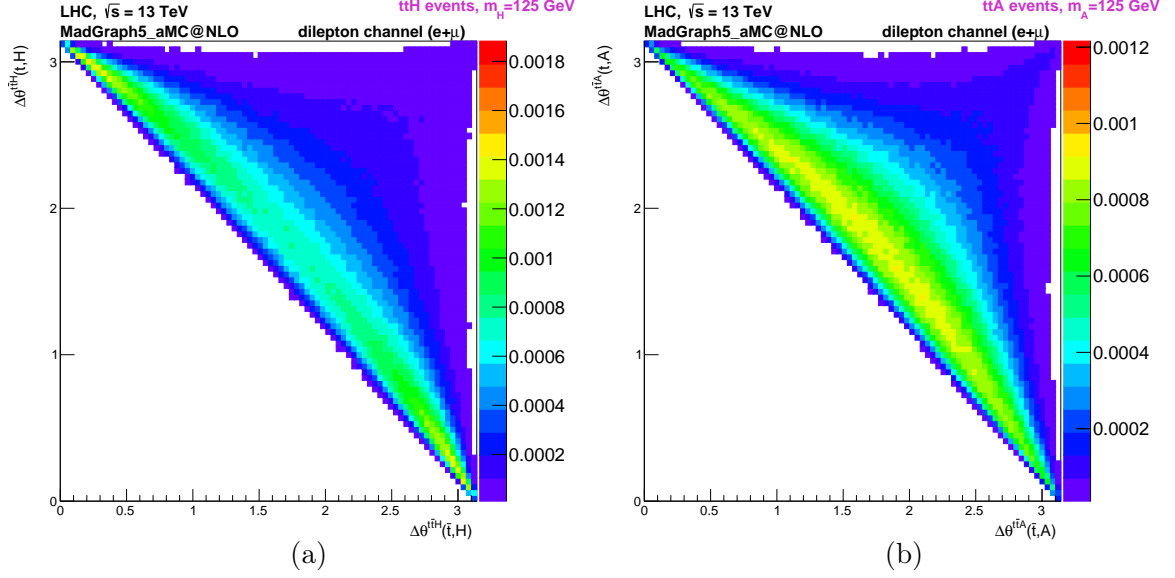 LHC, √s = 13 TeV
ttH events, m_H=125 GeV
MadGraph5_aMC@NLO dilepton channel (e+μ)
Δθ^{tt̄H}(t,H)
3
2
1
0
0 0.5 1 1.5 2 2.5 3
Δθ^{tt̄H}(t̄,H)
0.0018
0.0016
0.0014
0.0012
0.001
0.0008
0.0006
0.0004
0.0002
(a)
LHC, √s = 13 TeV
ttA events, m_A=125 GeV
MadGraph5_aMC@NLO dilepton channel (e+μ)
Δθ^{tt̄A}(t,A)
3
2
1
0
0 0.5 1 1.5 2 2.5 3
Δθ^{tt̄A}(t̄,A)
0.0012
0.001
0.0008
0.0006
0.0004
0.0002
(b)